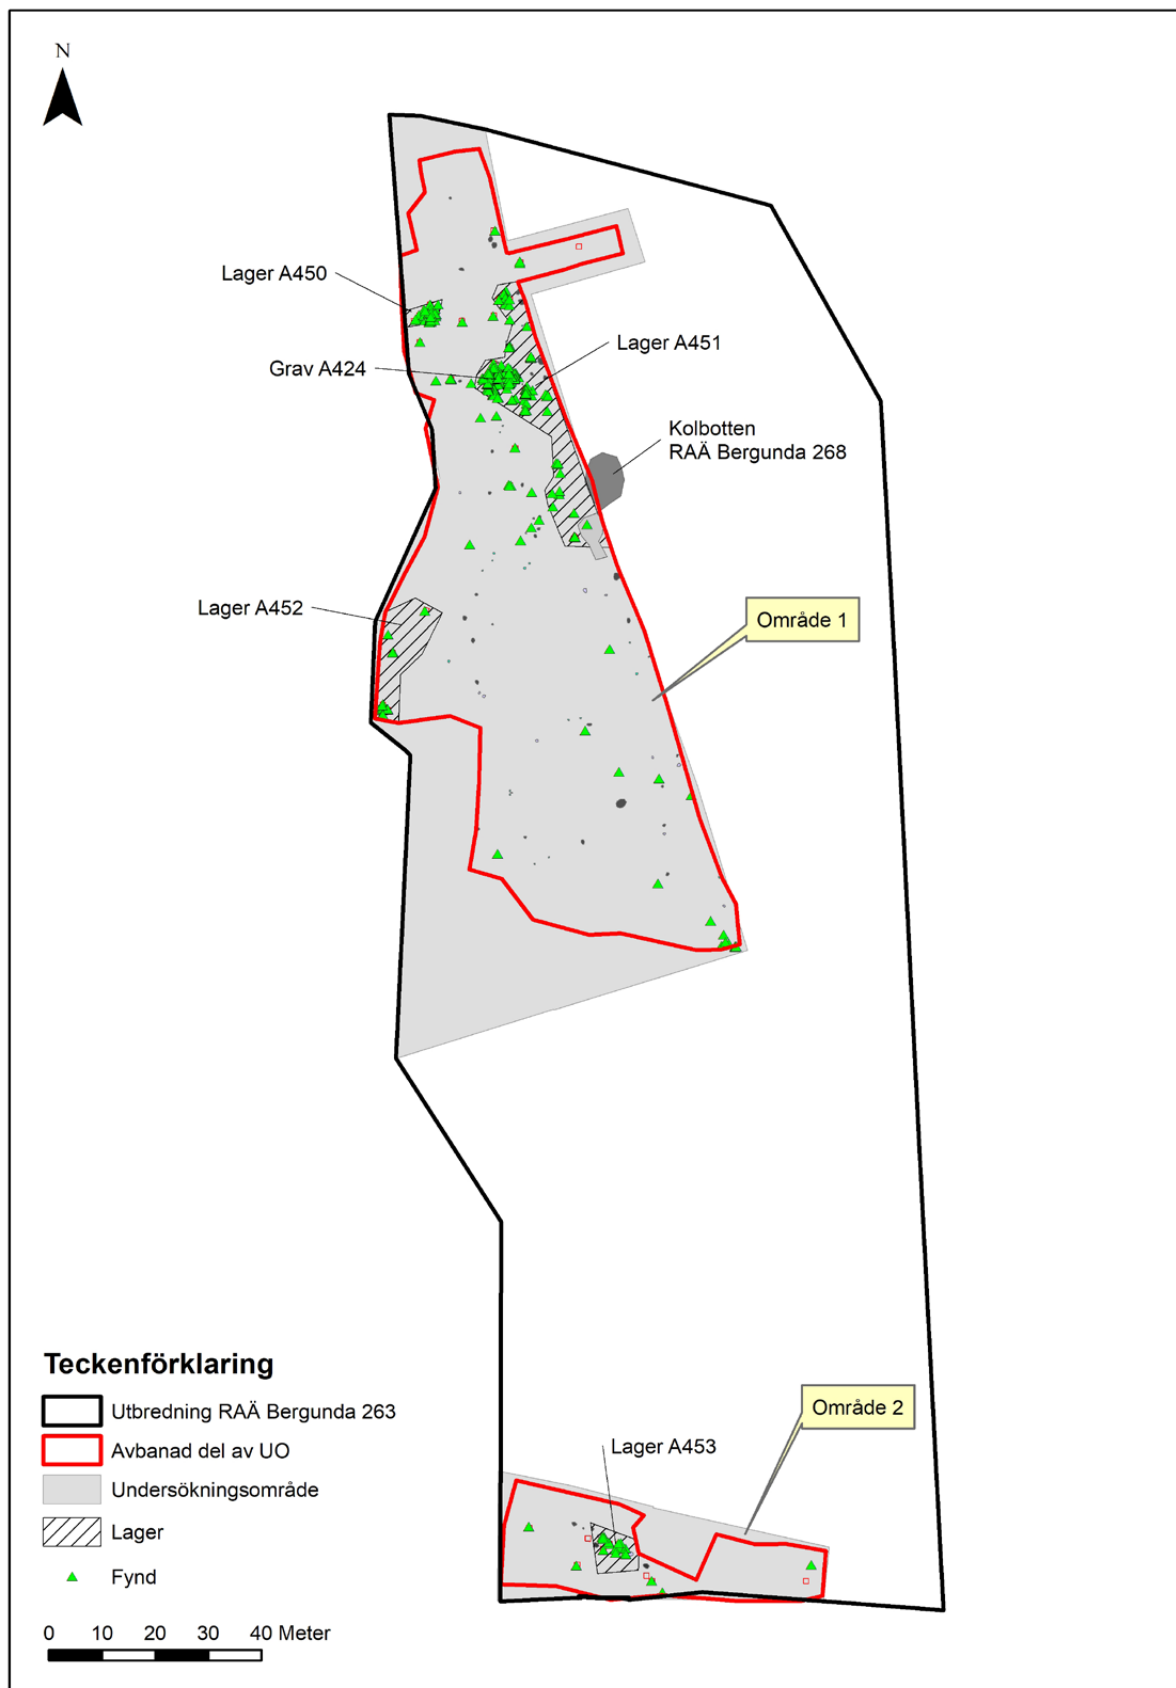 N
Lager A450
Lager A451
Grav A424
Kolbotten
RAÄ Bergunda 268
Lager A452
Område 1
Område 2
Lager A453
Teckenförklaring
Utbredning RAÄ Bergunda 263
Avbanad del av UO
Undersökningsområde
Lager
Fynd
0 10 20 30 40 Meter